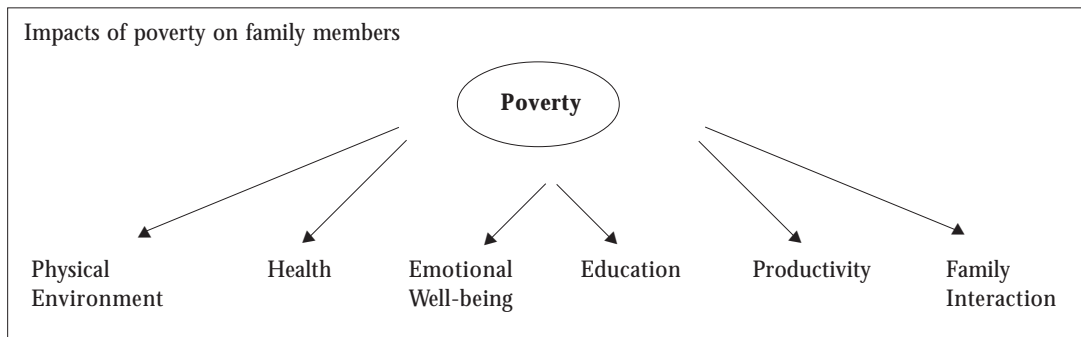 Impacts of poverty on family members
Poverty
Physical
Environment
Health
Emotional
Well-being
Education
Productivity
Family
Interaction